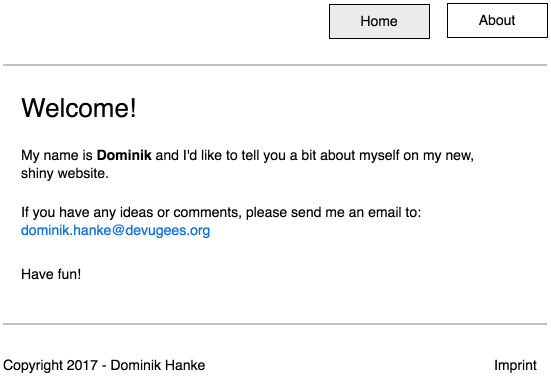 Home
About
Welcome!
My name is Dominik and I'd like to tell you a bit about myself on my new,
shiny website.
If you have any ideas or comments, please send me an email to:
dominik.hanke@devugees.org
Have fun!
Copyright 2017 - Dominik Hanke
Imprint